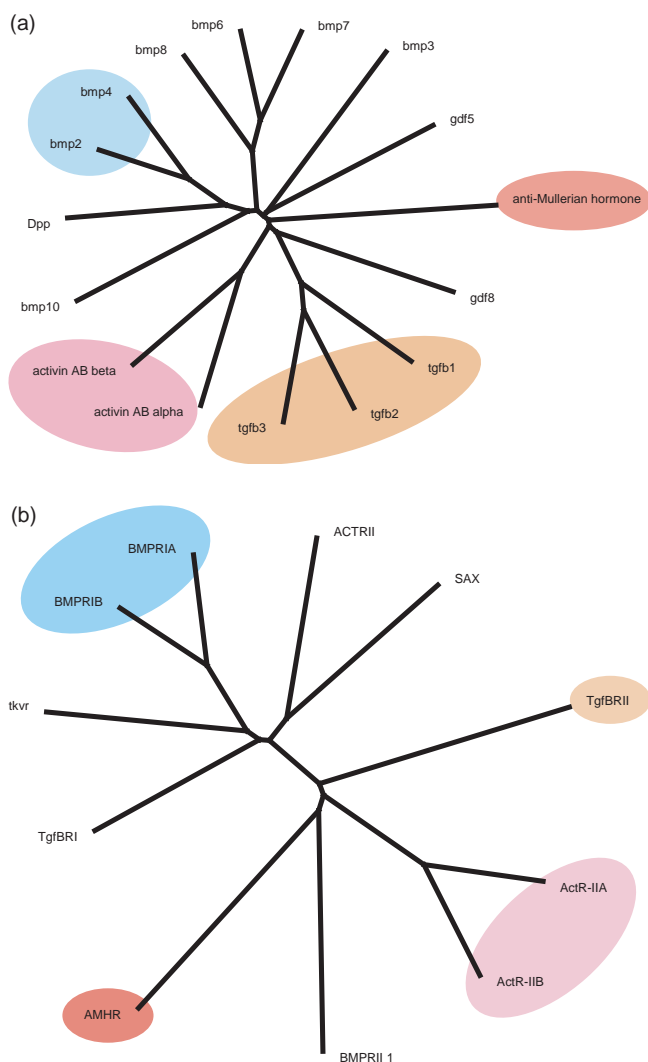 (a)
bmp6
bmp7
bmp8
bmp3
bmp4
gdf5
bmp2
anti-Mullerian hormone
Dpp
bmp10
gdf8
activin AB beta
tgfb1
activin AB alpha
tgfb2
tgfb3
(b)
ACTRII
BMPRIA
SAX
BMPRIB
tkvr
TgfBRII
TgfBRI
ActR-IIA
ActR-IIB
AMHR
BMPRII 1